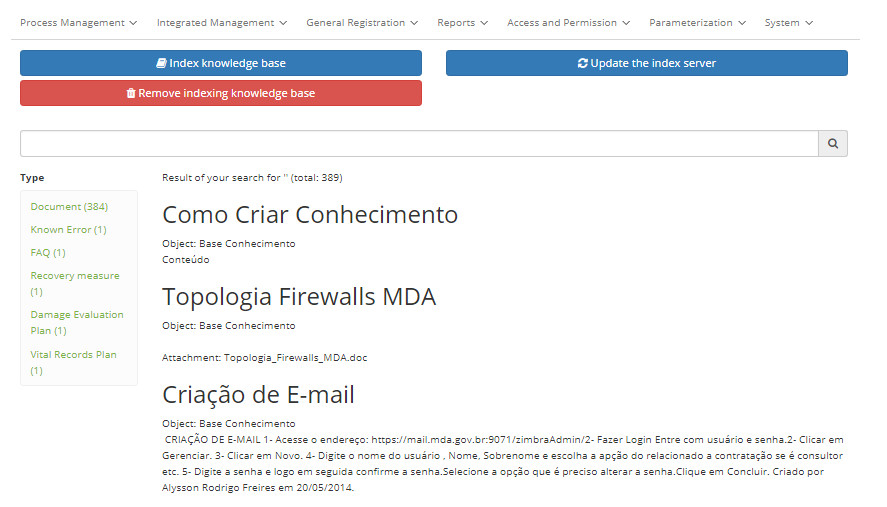 Process Management Integrated Management General Registration Reports Access and Permission Parameterization System
Index knowledge base
Update the index server
Remove indexing knowledge base
Type
Document (384)
Known Error (1)
FAQ (1)
Recovery measure
(1)
Damage Evaluation
Plan (1)
Vital Records Plan
(1)
Result of your search for '' (total: 389)
Como Criar Conhecimento
Object: Base Conhecimento
Conteúdo
Topologia Firewalls MDA
Object: Base Conhecimento
Attachment: Topologia_Firewalls_MDA.doc
Criação de E-mail
Object: Base Conhecimento
CRIAÇÃO DE E-MAIL 1- Acesse o endereço: https://mail.mda.gov.br:9071/zimbraAdmin/2- Fazer Login Entre com usuário e senha.2- Clicar em
Gerenciar. 3- Clicar em Novo. 4- Digite o nome do usuário , Nome, Sobrenome e escolha a apção do relacionado a contratação se é consultor
etc. 5- Digite a senha e logo em seguida confirme a senha.Selecione a opção que é preciso alterar a senha.Clique em Concluir. Criado por
Alysson Rodrigo Freires em 20/05/2014.